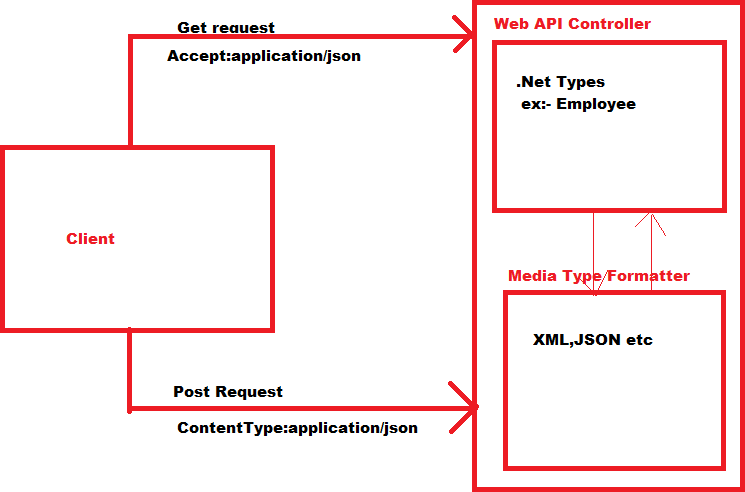 Get request
Accept:application/json
Web API Controller
.Net Types
ex:- Employee
Client
Media Type Formatter
XML,JSON etc
Post Request
ContentType:application/json